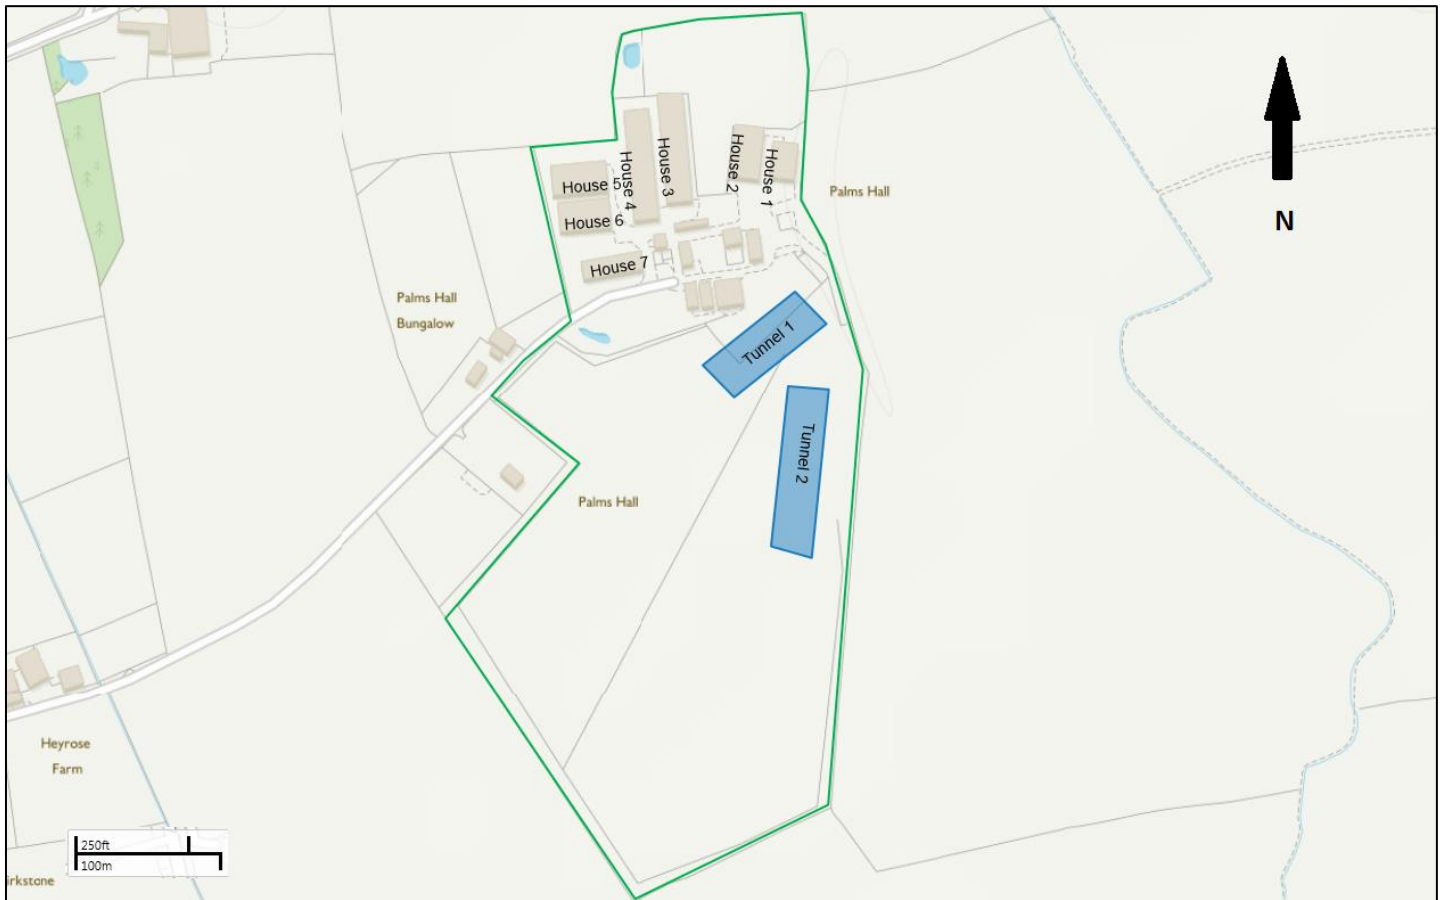 House 5
House 4
House 3
House 2
House 1
Palms Hall
N
House 6
House 7
Palms Hall
Bungalow
Tunnel 1
Tunnel 2
Palms Hall
Heyrose
Farm
250ft
100m
irkstone